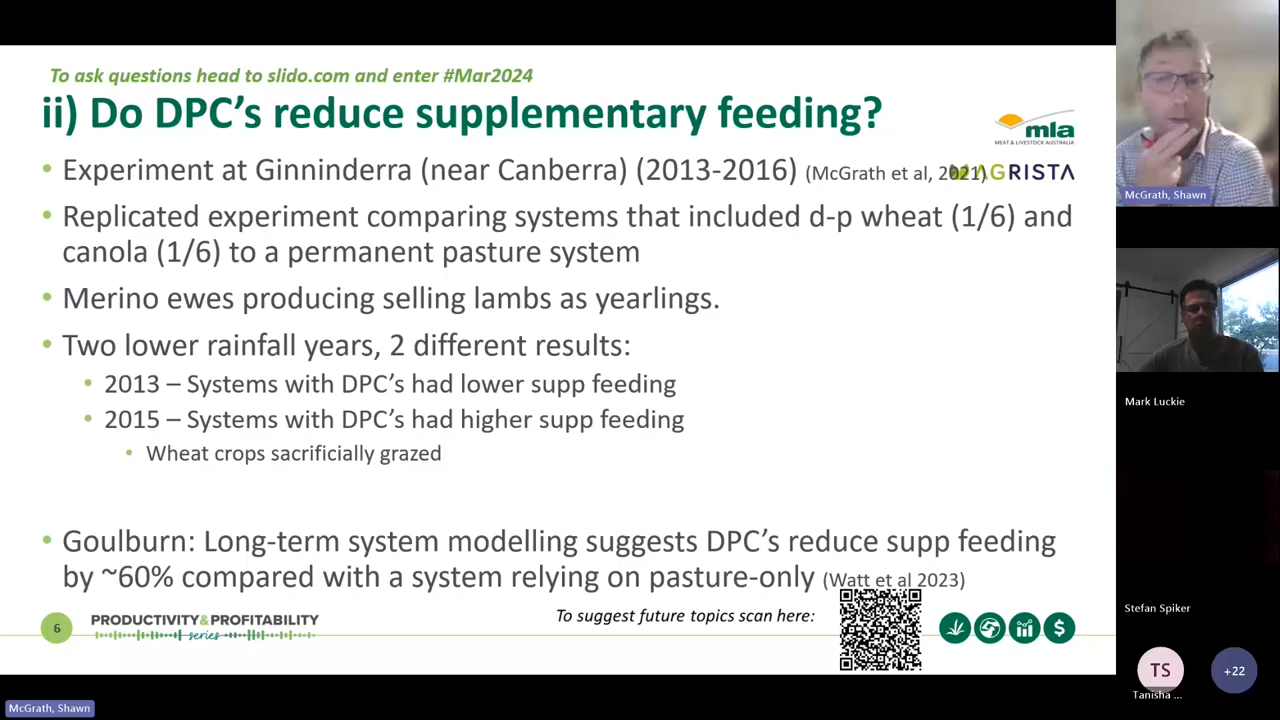 To ask questions head to slido.com and enter #Mar2024
ii) Do DPC's reduce supplementary feeding?
mla
MEAT & LIVESTOCK AUSTRALIA
• Experiment at Ginninderra (near Canberra) (2013-2016) (McGrath et al, 2021)
AGRISTA
• Replicated experiment comparing systems that included d-p wheat (1/6) and
canola (1/6) to a permanent pasture system
• Merino ewes producing selling lambs as yearlings.
• Two lower rainfall years, 2 different results:
• 2013 – Systems with DPC's had lower supp feeding
• 2015 – Systems with DPC's had higher supp feeding
• Wheat crops sacrificially grazed
• Goulburn: Long-term system modelling suggests DPC's reduce supp feeding
by ~60% compared with a system relying on pasture-only (Watt et al 2023)
6
PRODUCTIVITY&PROFITABILITY
series
To suggest future topics scan here:
$
McGrath, Shawn
McGrath, Shawn
Mark Luckie
Stefan Spiker
TS
Tanisha ...
+22